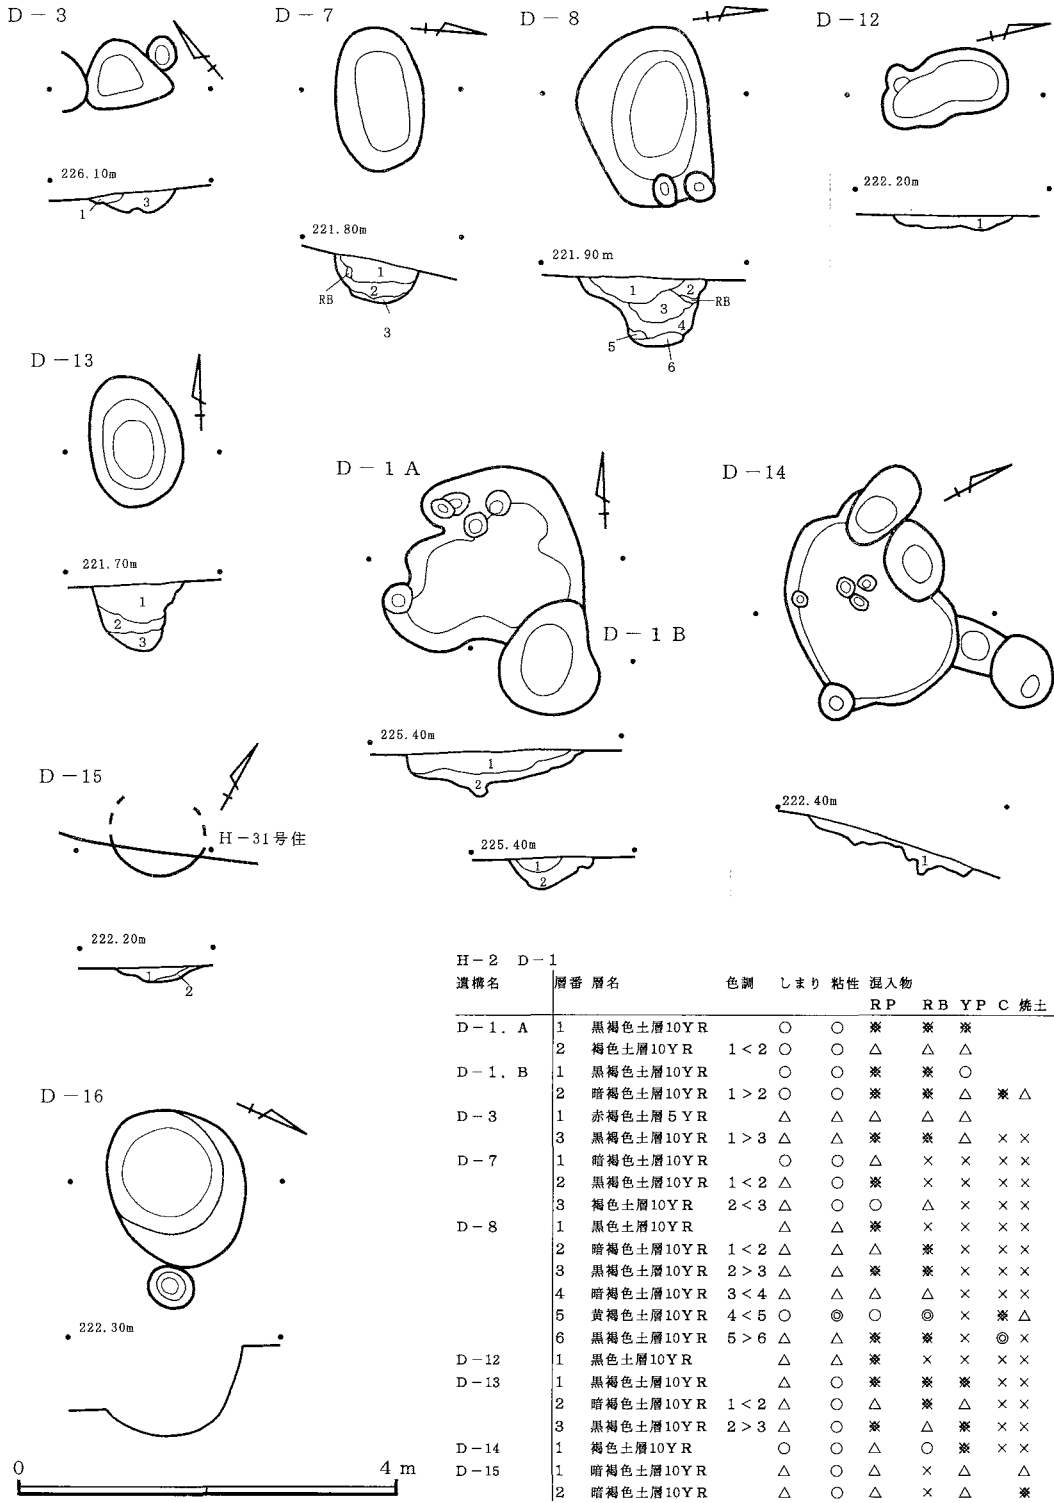 D－3
D－7
D－8
D－12
226.10m
1
3
221.80m
1
2
RB
3
221.90m
1
2
RB
3
4
5
6
222.20m
1
D－13
221.70m
1
2
3
D－1 A
D－1 B
225.40m
1
2
225.40m
1
2
D－14
222.40m
1
D－15
H－31号住
222.20m
1
2
D－16
222.30m
0 4m
H－2 D－1
遺構名 層番 層名 色調 しまり 粘性 混入物
RP RB YP C 焼土
D－1．A 1 黒褐色土層10YR ○ ○ ※ ※ ※
2 褐色土層10YR 1＜2 ○ ○ △ △ △
D－1．B 1 黒褐色土層10YR ○ ○ ※ ※ ○
2 暗褐色土層10YR 1＞2 ○ ○ ※ ※ △ ※ △
D－3 1 赤褐色土層5YR △ △ △ △ △
3 黒褐色土層10YR 1＞3 △ △ ※ ※ △ × ×
D－7 1 暗褐色土層10YR ○ ○ △ × × × ×
2 黒褐色土層10YR 1＜2 △ ○ ※ × × × ×
3 褐色土層10YR 2＜3 △ ○ ○ △ × × ×
D－8 1 黒色土層10YR △ △ ※ × × × ×
2 暗褐色土層10YR 1＜2 △ △ △ ※ × × ×
3 黒褐色土層10YR 2＞3 △ △ ※ ※ × × ×
4 暗褐色土層10YR 3＜4 △ △ △ △ × × ×
5 黄褐色土層10YR 4＜5 ○ ◎ ○ ◎ × ※ △
6 黒褐色土層10YR 5＞6 △ △ ※ ※ × ◎ ×
D－12 1 黒色土層10YR △ △ ※ × × × ×
D－13 1 黒褐色土層10YR △ ○ ※ ※ ※ × ×
2 暗褐色土層10YR 1＜2 △ ○ △ ※ △ × ×
3 黒褐色土層10YR 2＞3 △ ○ ※ △ ※ × ×
D－14 1 褐色土層10YR ○ ○ △ ○ ※ × ×
D－15 1 暗褐色土層10YR △ ○ △ × △ △
2 暗褐色土層10YR △ ○ △ × △ ※